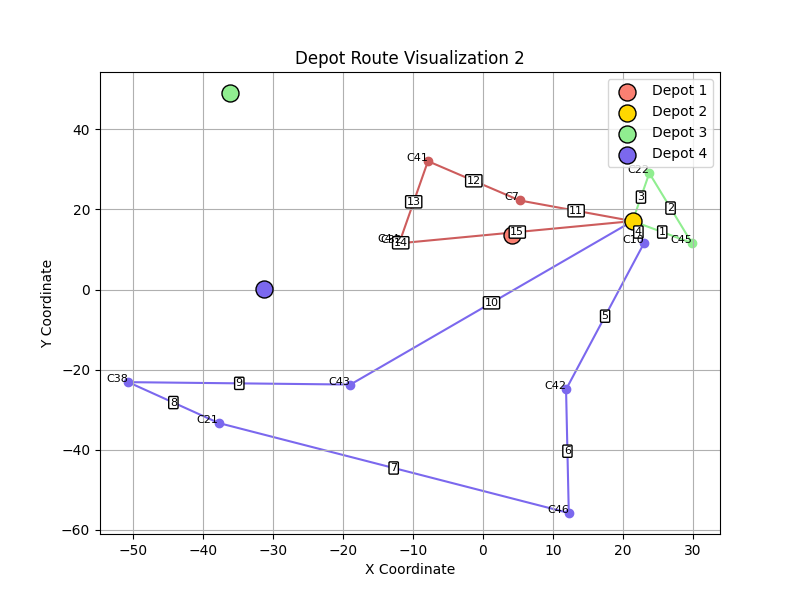 Depot Route Visualization 2
Depot 1
Depot 2
Depot 3
Depot 4
40
20
0
−20
−40
−60
Y Coordinate
−50
−40
−30
−20
−10
0
10
20
30
X Coordinate
C41
12
C22
3
13
C7
11
2
14
15
4
1
C45
10
5
C38
9
C43
C42
8
C21
6
7
C46